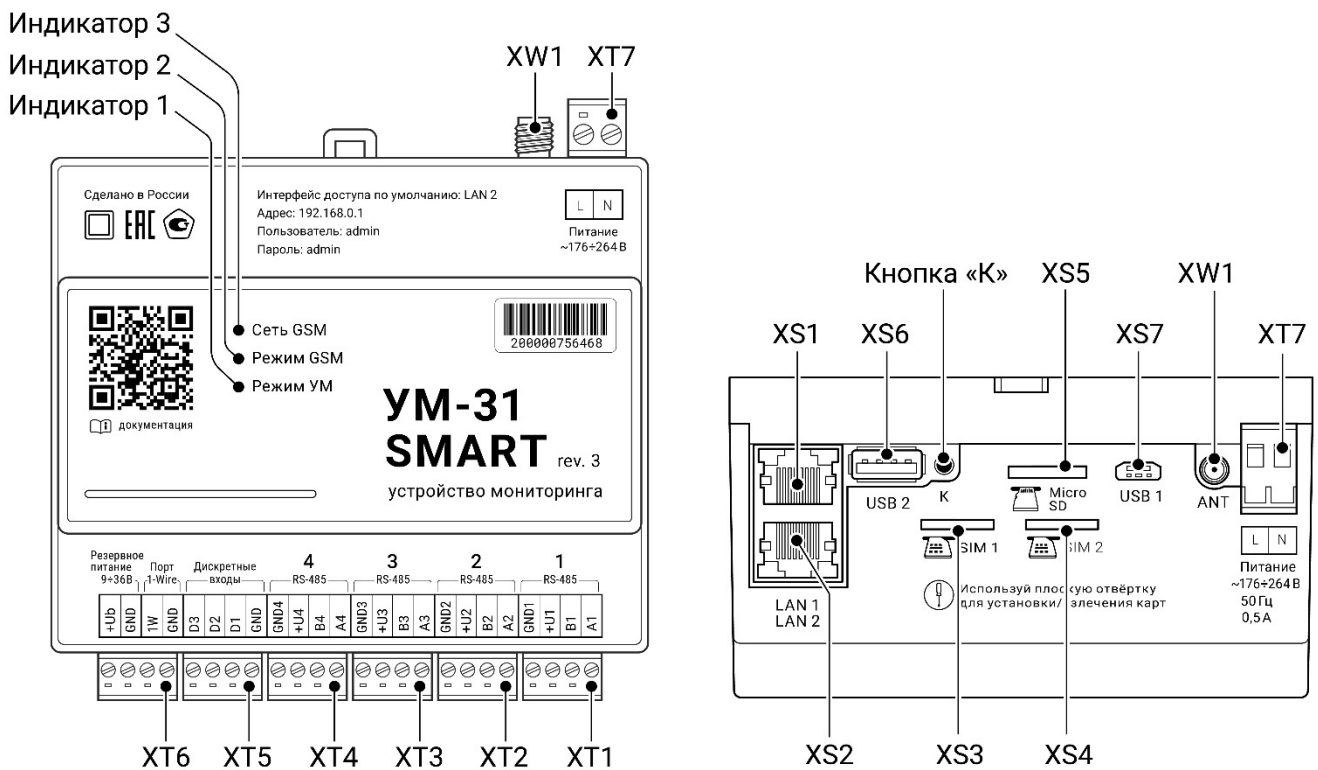 Индикатор 3
Индикатор 2
Индикатор 1
XW1
XT7
Сделано в России
ЕАС
Интерфейс доступа по умолчанию: LAN 2
Адрес: 192.168.0.1
Пользователь: admin
Пароль: admin
L N
Питание
~176÷264 В
документация
Сеть GSM
Режим GSM
Режим УМ
200000756468
УМ-31
SMART rev. 3
устройство мониторинга
Резервное питание 9÷36В
Порт 1-Wire
Дискретные входы
4 RS-485
3 RS-485
2 RS-485
1 RS-485
+Ub GND 1W GND D3 D2 D1 GND GND4 +U4 B4 A4 GND3 +U3 B3 A3 GND2 +U2 B2 A2 GND1 +U1 B1 A1
XT6 XT5 XT4 XT3 XT2 XT1
Кнопка «К» XS5 XW1
XS1 XS6 XS7 XT7
USB 2
К
Micro
SD
USB 1
ANT
SIM 1
SIM 2
L N
Питание
~176÷264 В
50 Гц
0,5 А
Используй плоскую отвёртку
для установки/ злечения карт
LAN 1
LAN 2
XS2 XS3 XS4